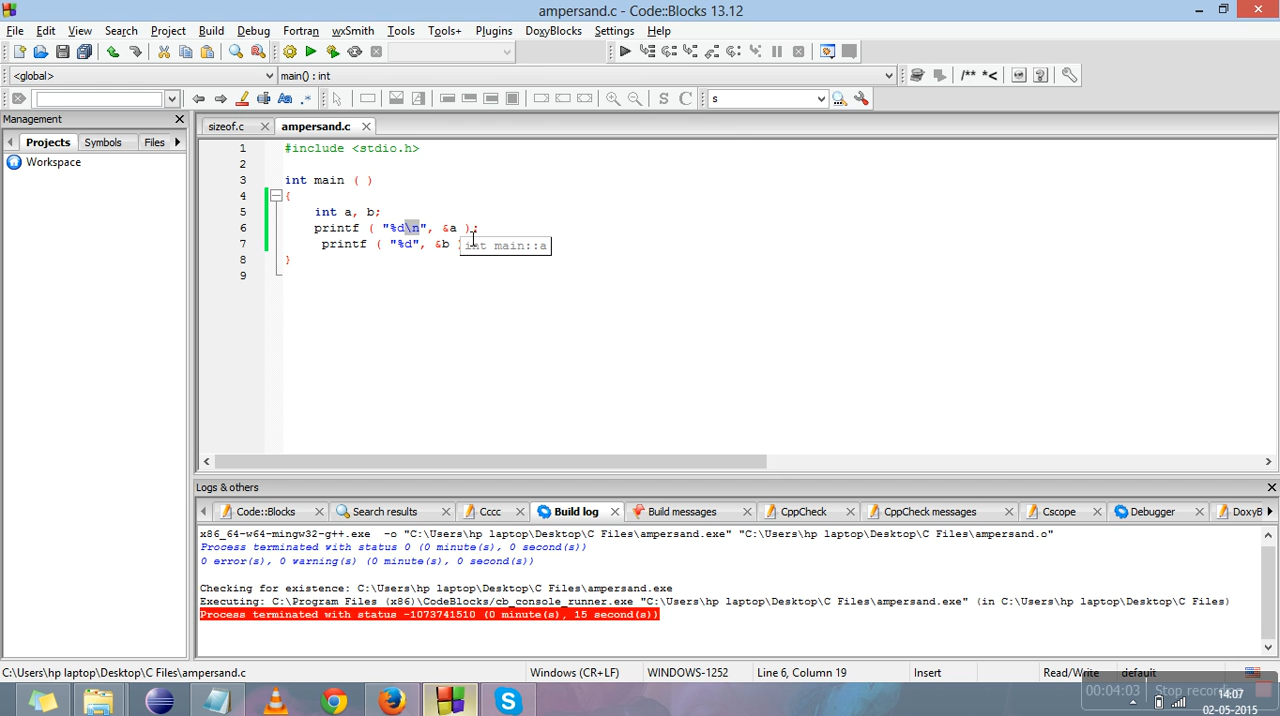 ampersand.c - Code::Blocks 13.12
File Edit View Search Project Build Debug Fortran wxSmith Tools Tools+ Plugins DoxyBlocks Settings Help
<global> main() : int /** *<
Aa .* S C s
Management sizeof.c ampersand.c
Projects Symbols Files
Workspace
1 #include <stdio.h>
2
3 int main ( )
4 {
5 int a, b;
6 printf ( "%d\n", &a );
7 printf ( "%d", &b )
int main::a
8 }
9
Logs & others
Code::Blocks Search results Cccc Build log Build messages CppCheck CppCheck messages Cscope Debugger DoxyB
x86_64-w64-mingw32-g++.exe -o "C:\Users\hp laptop\Desktop\C Files\ampersand.exe" "C:\Users\hp laptop\Desktop\C Files\ampersand.o"
Process terminated with status 0 (0 minute(s), 0 second(s))
0 error(s), 0 warning(s) (0 minute(s), 0 second(s))
Checking for existence: C:\Users\hp laptop\Desktop\C Files\ampersand.exe
Executing: C:\Program Files (x86)\CodeBlocks/cb_console_runner.exe "C:\Users\hp laptop\Desktop\C Files\ampersand.exe" (in C:\Users\hp laptop\Desktop\C Files)
Process terminated with status -1073741510 (0 minute(s), 15 second(s))
C:\Users\hp laptop\Desktop\C Files\ampersand.c Windows (CR+LF) WINDOWS-1252 Line 6, Column 19 Insert Read/Write default
00:04:03 Stop recor
14:07
02-05-2015